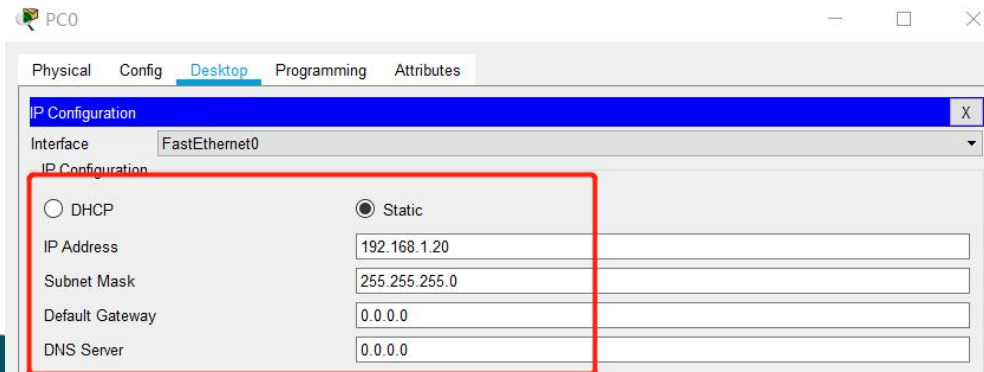 PC0
Physical Config Desktop Programming Attributes
IP Configuration X
Interface FastEthernet0
IP Configuration
DHCP Static
IP Address 192.168.1.20
Subnet Mask 255.255.255.0
Default Gateway 0.0.0.0
DNS Server 0.0.0.0